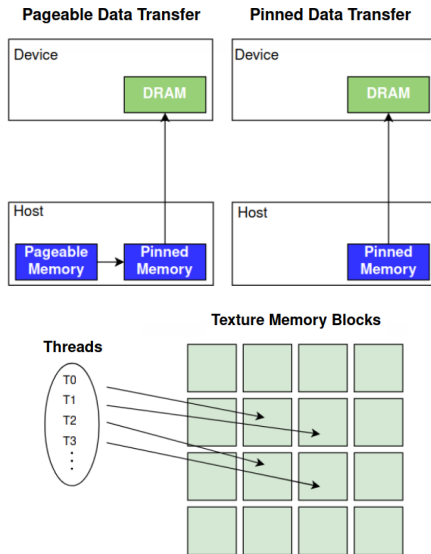 Pageable Data Transfer
Pinned Data Transfer
Device
DRAM
Device
DRAM
Host
Pageable
Memory
Pinned
Memory
Host
Pinned
Memory
Texture Memory Blocks
Threads
T0
T1
T2
T3